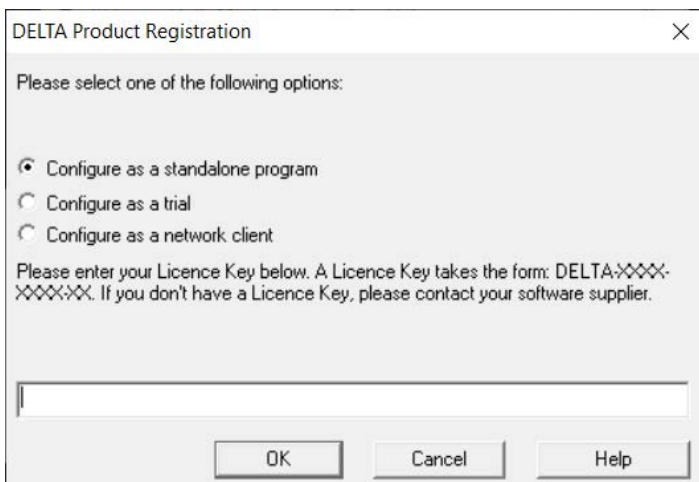 DELTA Product Registration
Please select one of the following options:
Configure as a standalone program
Configure as a trial
Configure as a network client
Please enter your Licence Key below. A Licence Key takes the form: DELTA-XXXX-
XXXX-XX. If you don't have a Licence Key, please contact your software supplier.
OK Cancel Help